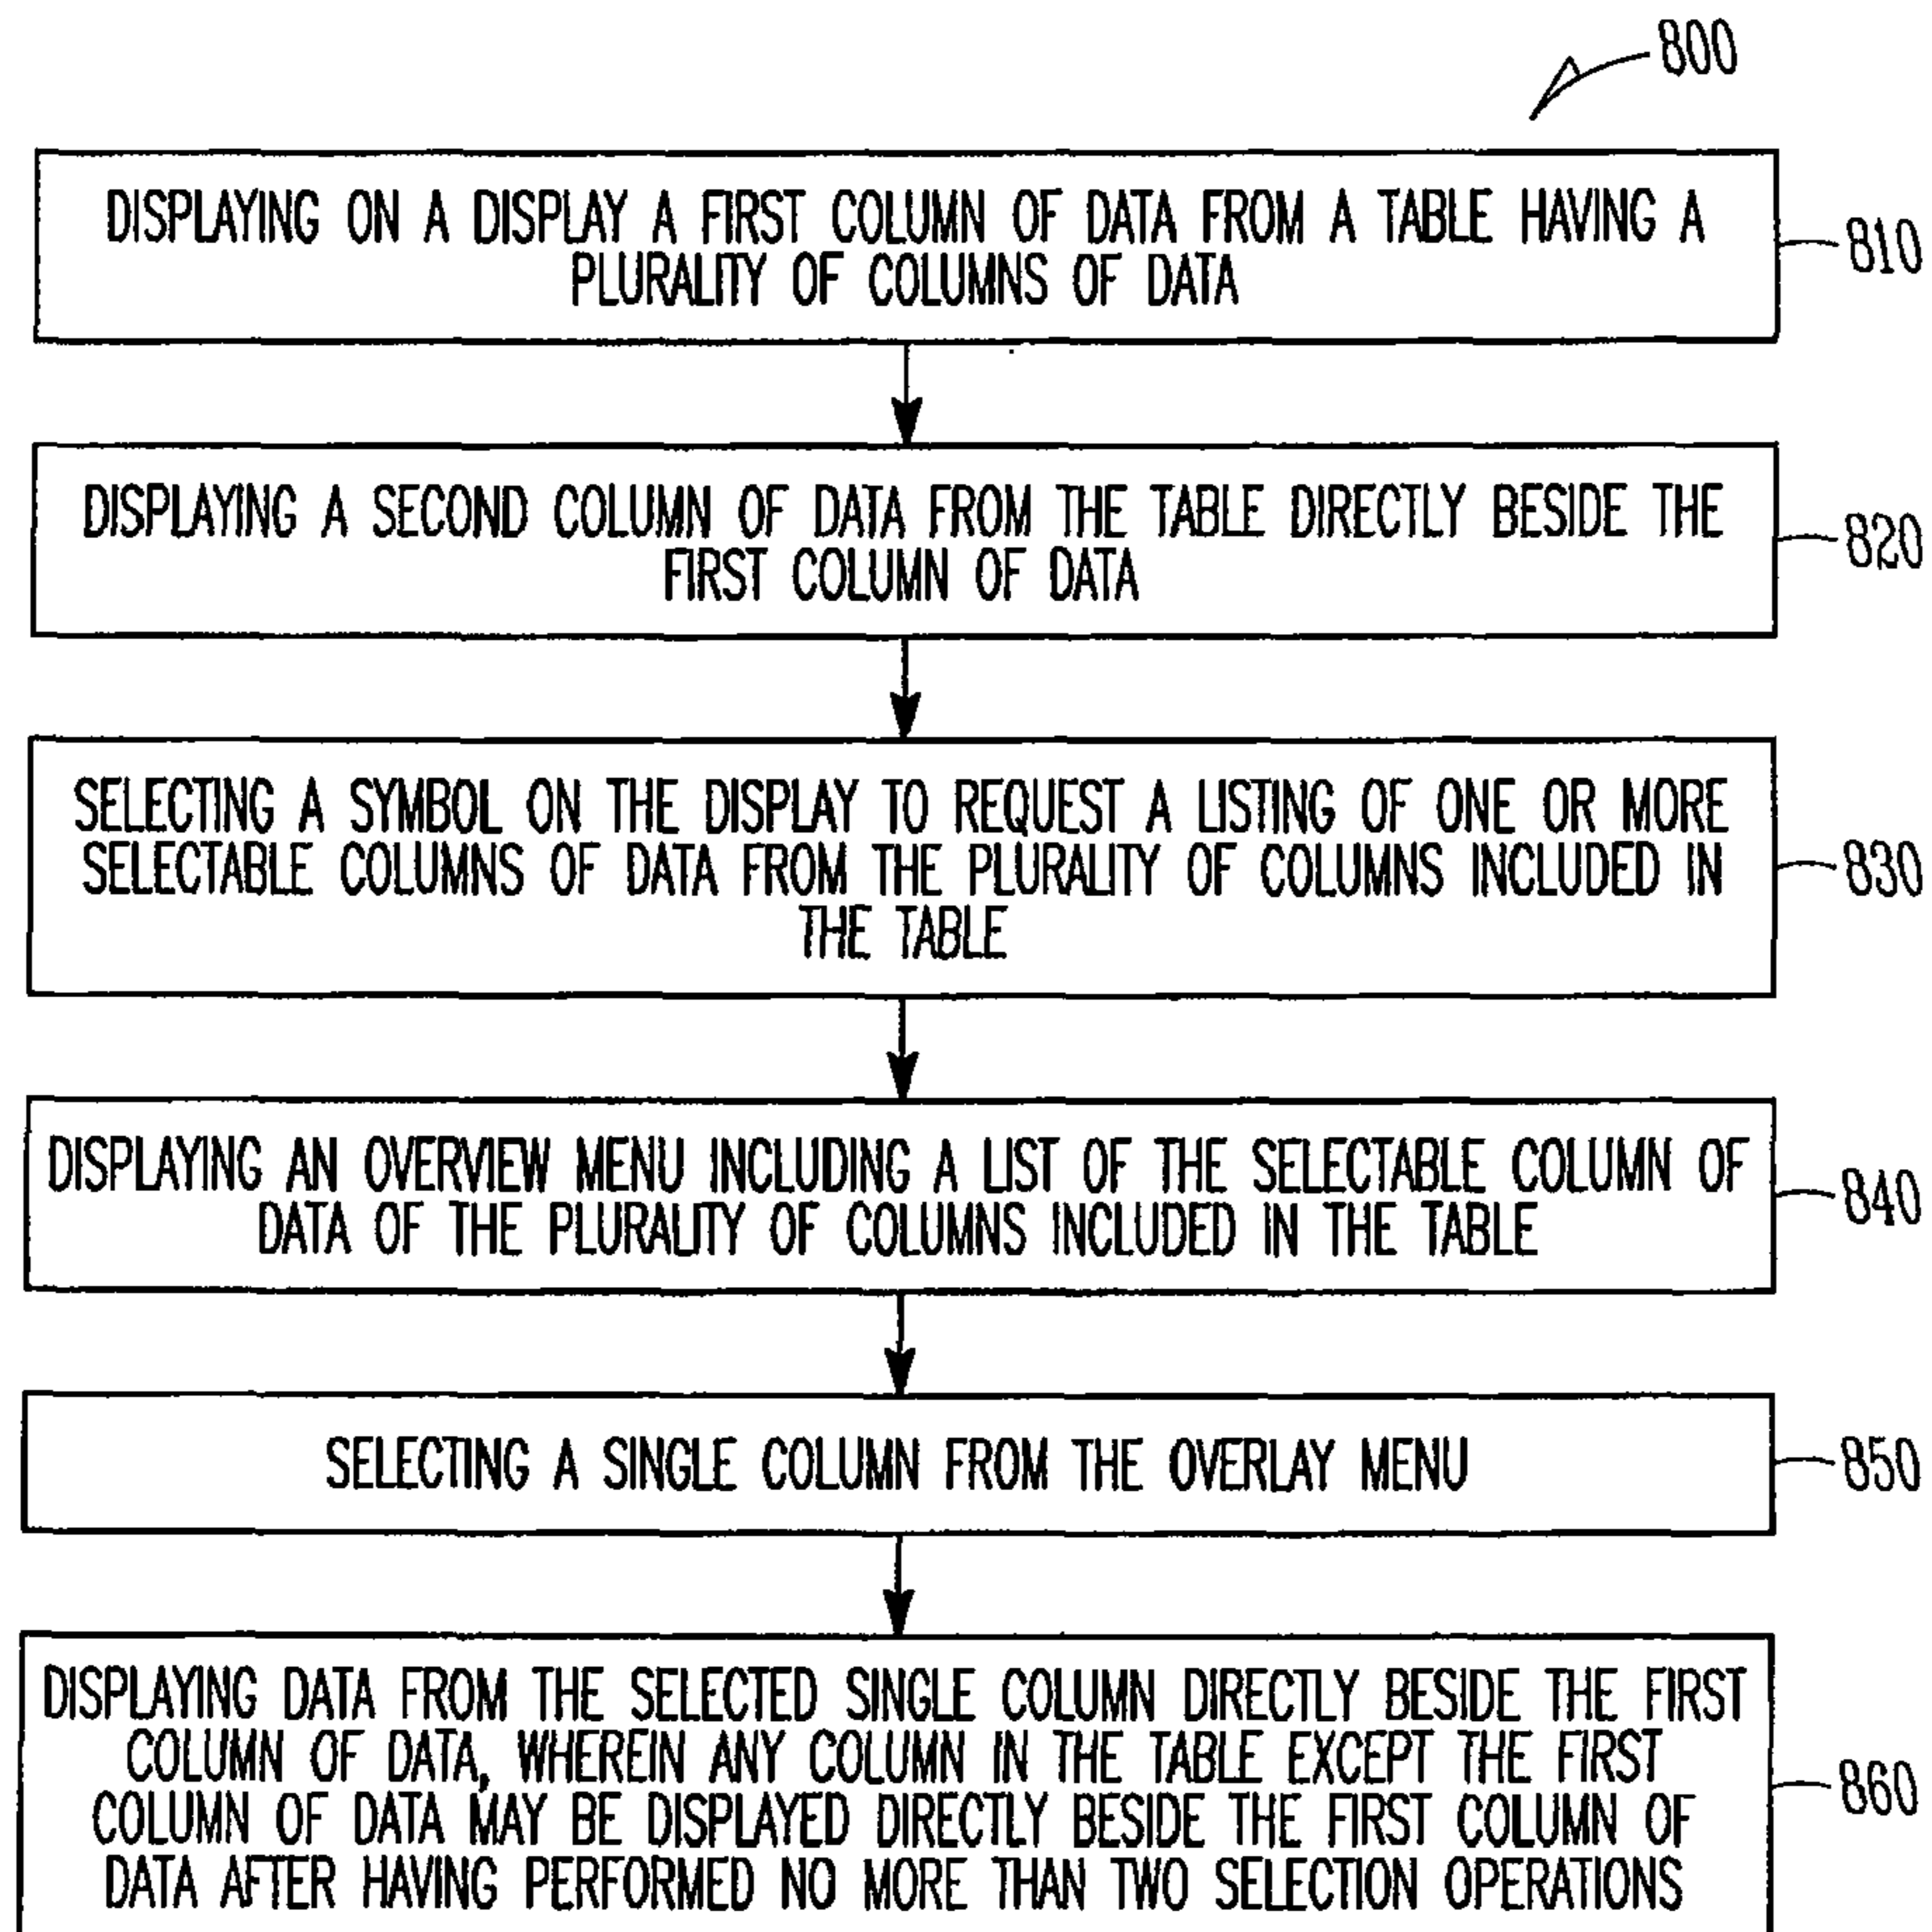 800
DISPLAYING ON A DISPLAY A FIRST COLUMN OF DATA FROM A TABLE HAVING A
PLURALITY OF COLUMNS OF DATA
810
DISPLAYING A SECOND COLUMN OF DATA FROM THE TABLE DIRECTLY BESIDE THE
FIRST COLUMN OF DATA
820
SELECTING A SYMBOL ON THE DISPLAY TO REQUEST A LISTING OF ONE OR MORE
SELECTABLE COLUMNS OF DATA FROM THE PLURALITY OF COLUMNS INCLUDED IN
THE TABLE
830
DISPLAYING AN OVERVIEW MENU INCLUDING A LIST OF THE SELECTABLE COLUMN OF
DATA OF THE PLURALITY OF COLUMNS INCLUDED IN THE TABLE
840
SELECTING A SINGLE COLUMN FROM THE OVERLAY MENU
850
DISPLAYING DATA FROM THE SELECTED SINGLE COLUMN DIRECTLY BESIDE THE FIRST
COLUMN OF DATA, WHEREIN ANY COLUMN IN THE TABLE EXCEPT THE FIRST
COLUMN OF DATA MAY BE DISPLAYED DIRECTLY BESIDE THE FIRST COLUMN OF
DATA AFTER HAVING PERFORMED NO MORE THAN TWO SELECTION OPERATIONS
860